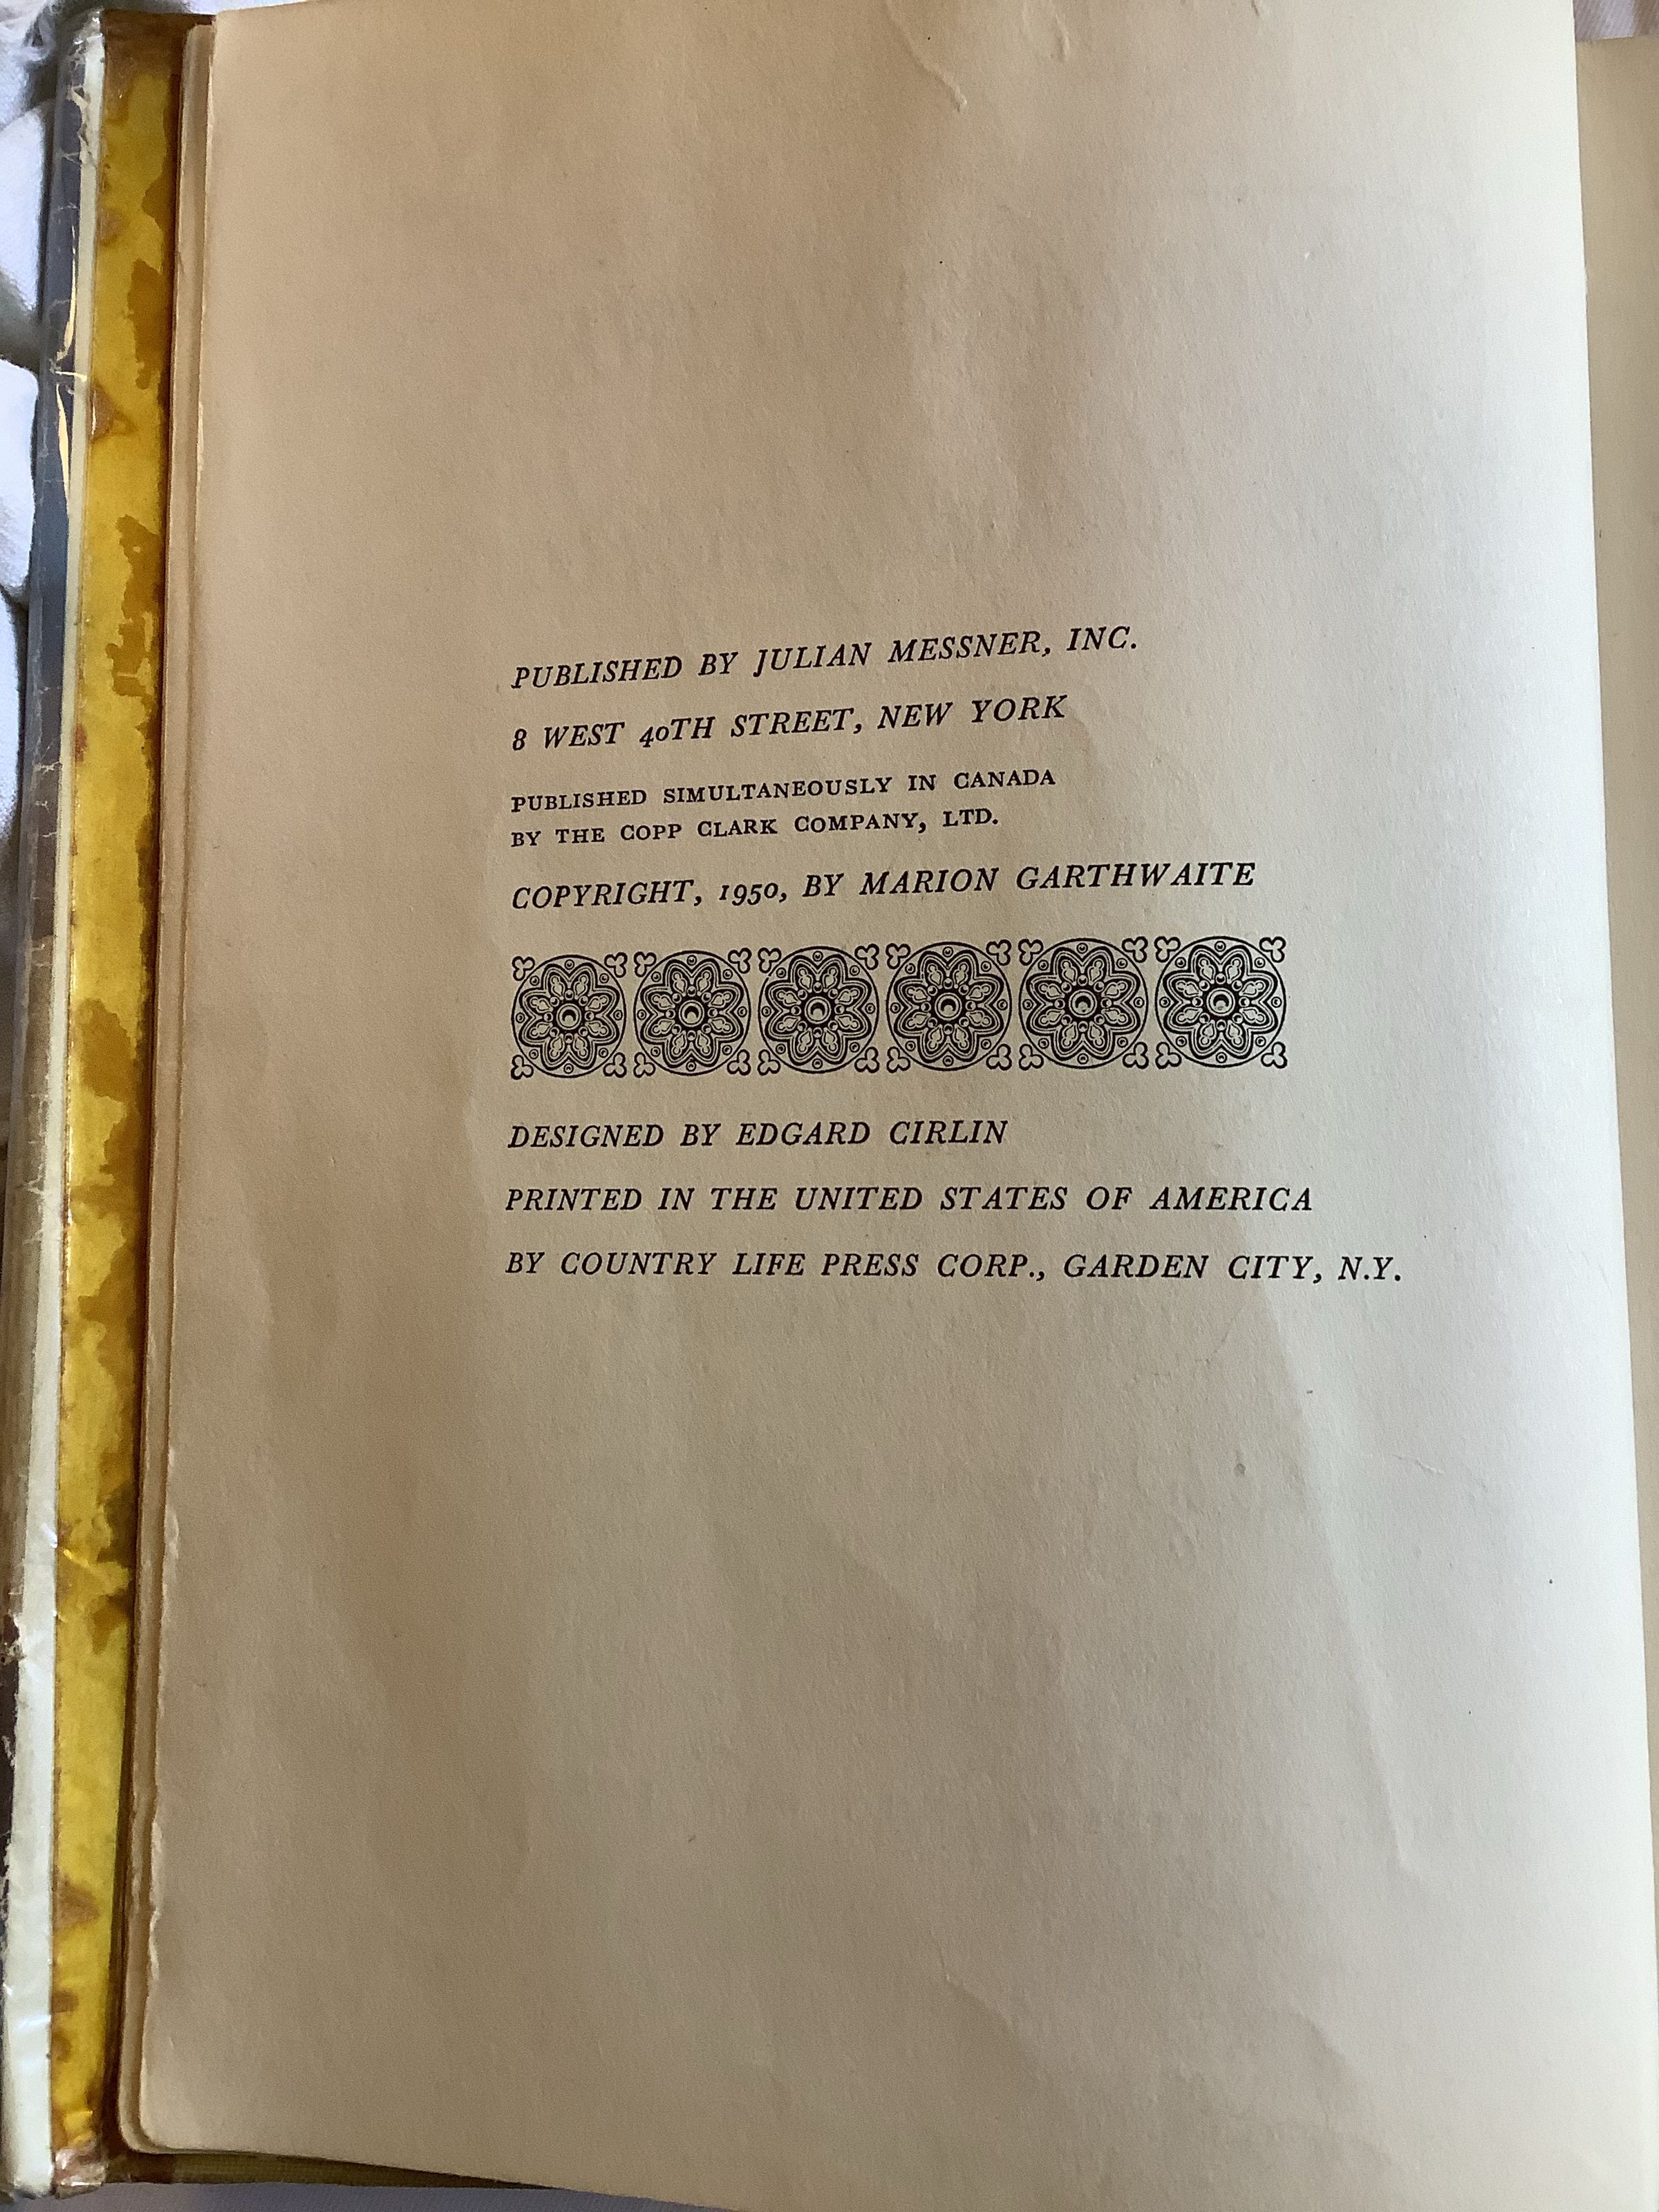 PUBLISHED BY JULIAN MESSNER, INC.
8 WEST 40TH STREET, NEW YORK
PUBLISHED SIMULTANEOUSLY IN CANADA
BY THE COPP CLARK COMPANY, LTD.
COPYRIGHT, 1950, BY MARION GARTHWAITE
DESIGNED BY EDGARD CIRLIN
PRINTED IN THE UNITED STATES OF AMERICA
BY COUNTRY LIFE PRESS CORP., GARDEN CITY, N.Y.